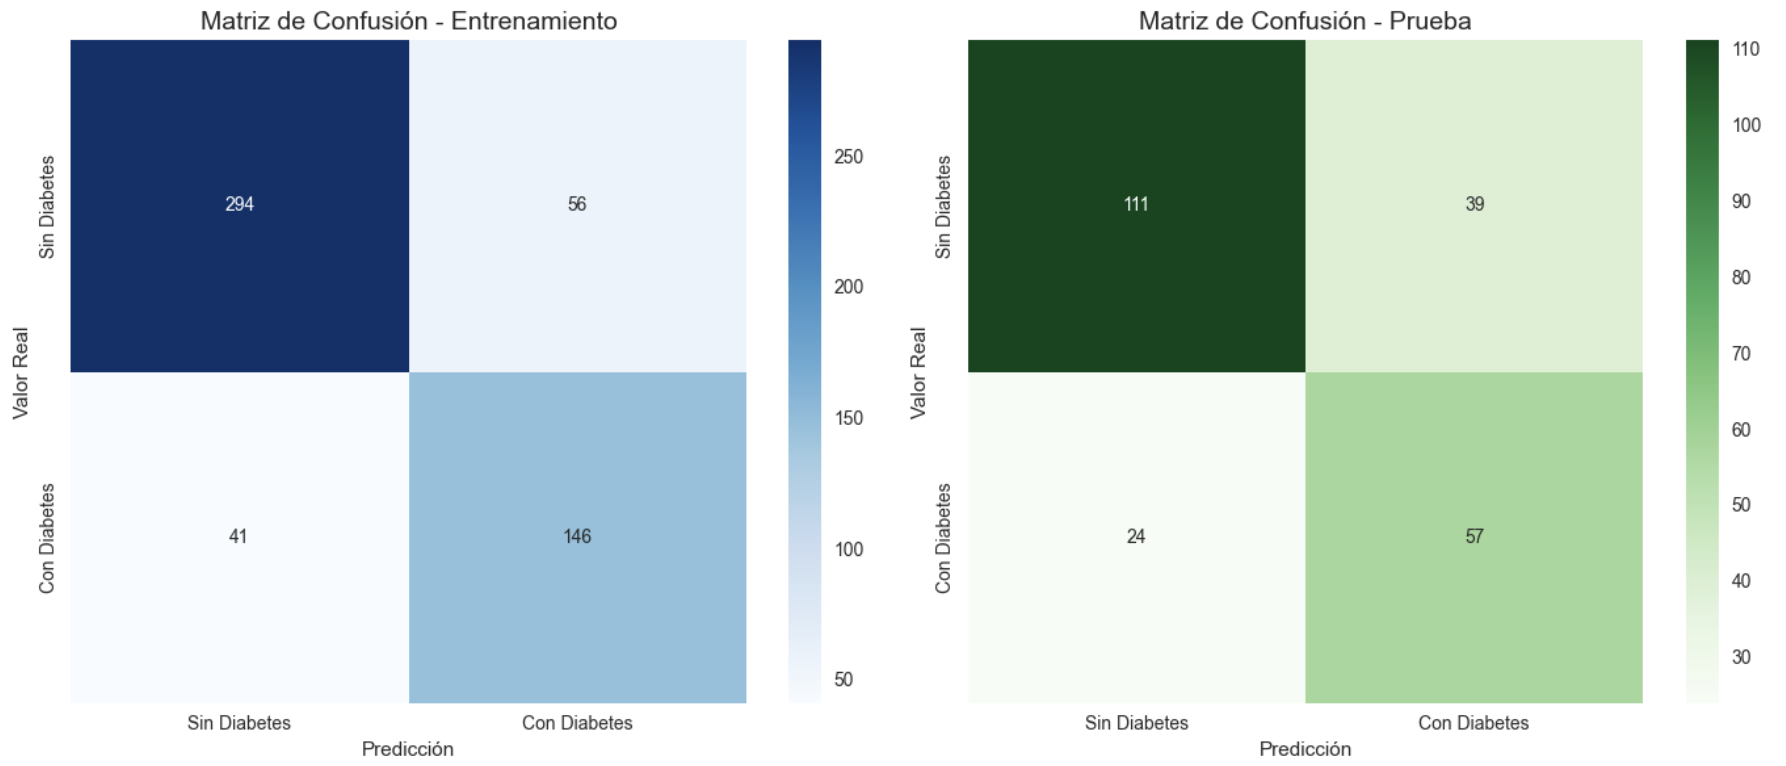 Matriz de Confusión - Entrenamiento
Valor Real
Sin Diabetes
Con Diabetes
294
56
41
146
Sin Diabetes
Con Diabetes
Predicción
250
200
150
100
50
Matriz de Confusión - Prueba
Valor Real
Sin Diabetes
Con Diabetes
111
39
24
57
Sin Diabetes
Con Diabetes
Predicción
110
100
90
80
70
60
50
40
30